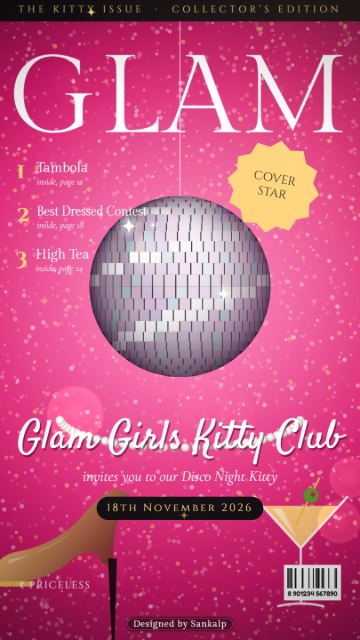 THE KITTY ISSUE · COLLECTOR'S EDITION
GLAM
COVER
STAR
1 Tambola
inside, page 12
2 Best Dressed Contest
inside, page 18
3 High Tea
inside, page 24
Glam Girls Kitty Club
invites you to our Disco Night Kitty
18th November 2026
₹ PRICELESS
8 901234 567890
Designed by Sankalp